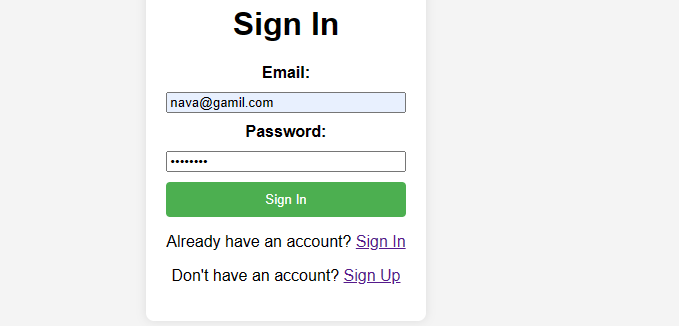 Sign In
Email:
nava@gamil.com
Password:
••••••••
Sign In
Already have an account? Sign In
Don't have an account? Sign Up